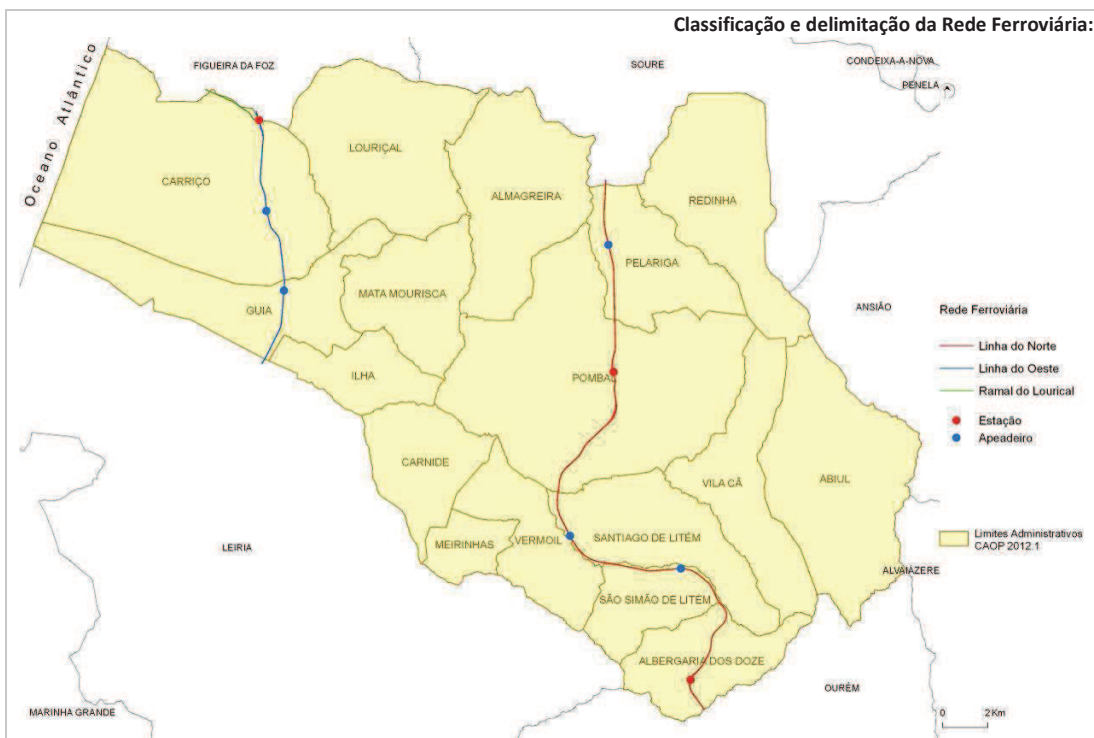 Classificação e delimitação da Rede Ferroviária:
FIGUEIRA DA FOZ
SOURE
CONDEIXA-A-NOVA
PENELA
Oceano Atlântico
LOURIÇAL
CARRIÇO
ALMAGREIRA
REDINHA
PELARIGA
MATA MOURISCA
GUIA
ANSIÃO
ILHA
POMBAL
Rede Ferroviária
Linha do Norte
Linha do Oeste
Ramal do Lourical
Estação
Apeadeiro
CARNIDE
VILA CÃ
ABIUL
LEIRIA
MEIRINHAS
VERMOIL
SANTIAGO DE LITÉM
Limites Administrativos
CAOP 2012.1
ALVAIÁZERE
SÃO SIMÃO DE LITÉM
ALBERGARIA DOS DOZE
OURÉM
MARINHA GRANDE
0 2 Km